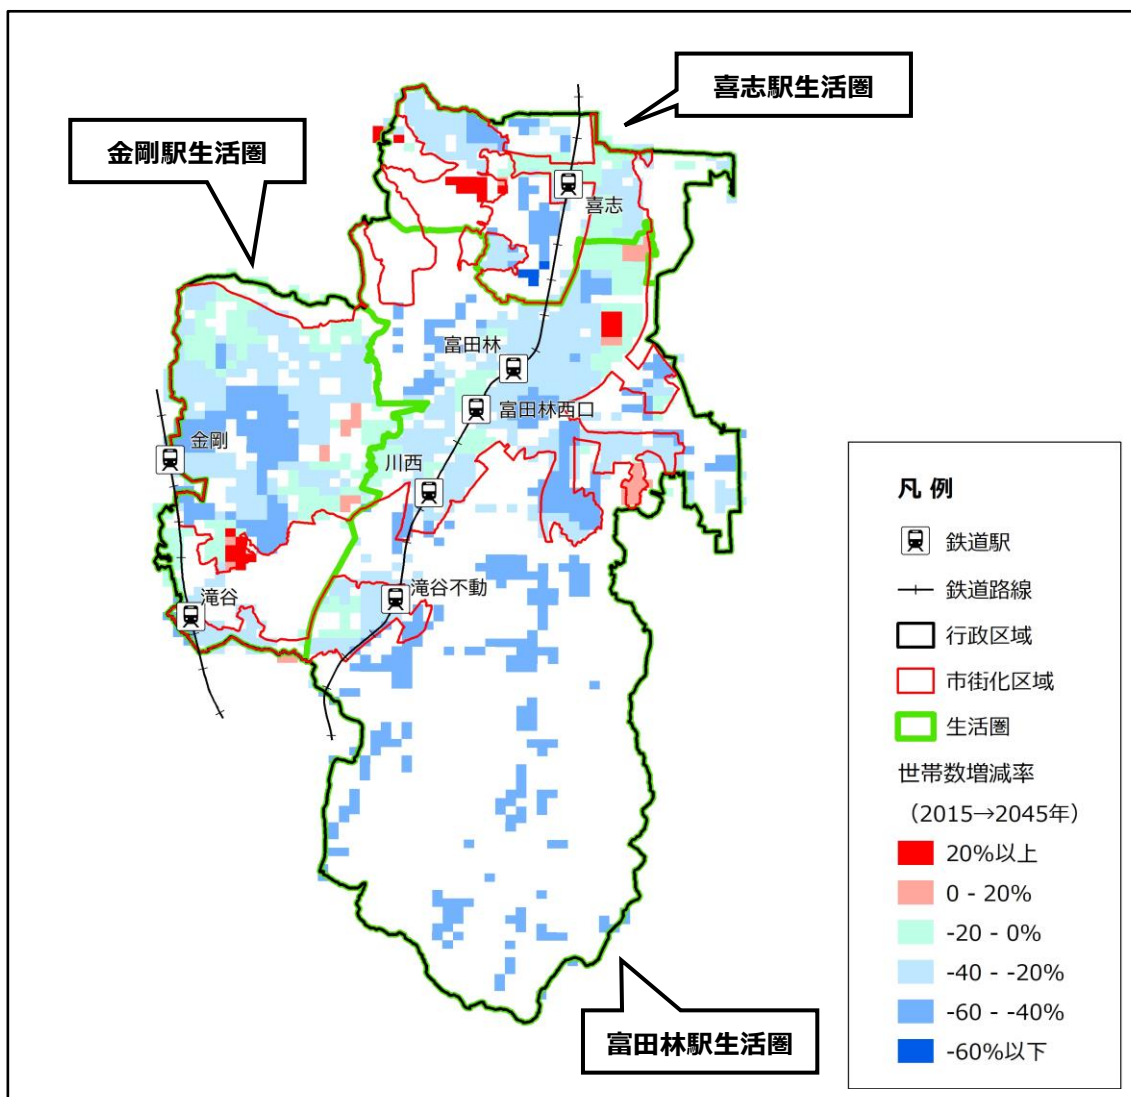 喜志駅生活圏
金剛駅生活圏
喜志
富田林
富田林西口
金剛
川西
滝谷不動
滝谷
富田林駅生活圏
凡 例
鉄道駅
鉄道路線
行政区域
市街化区域
生活圏
世帯数増減率
（2015→2045年）
20%以上
0 - 20%
-20 - 0%
-40 - -20%
-60 - -40%
-60%以下